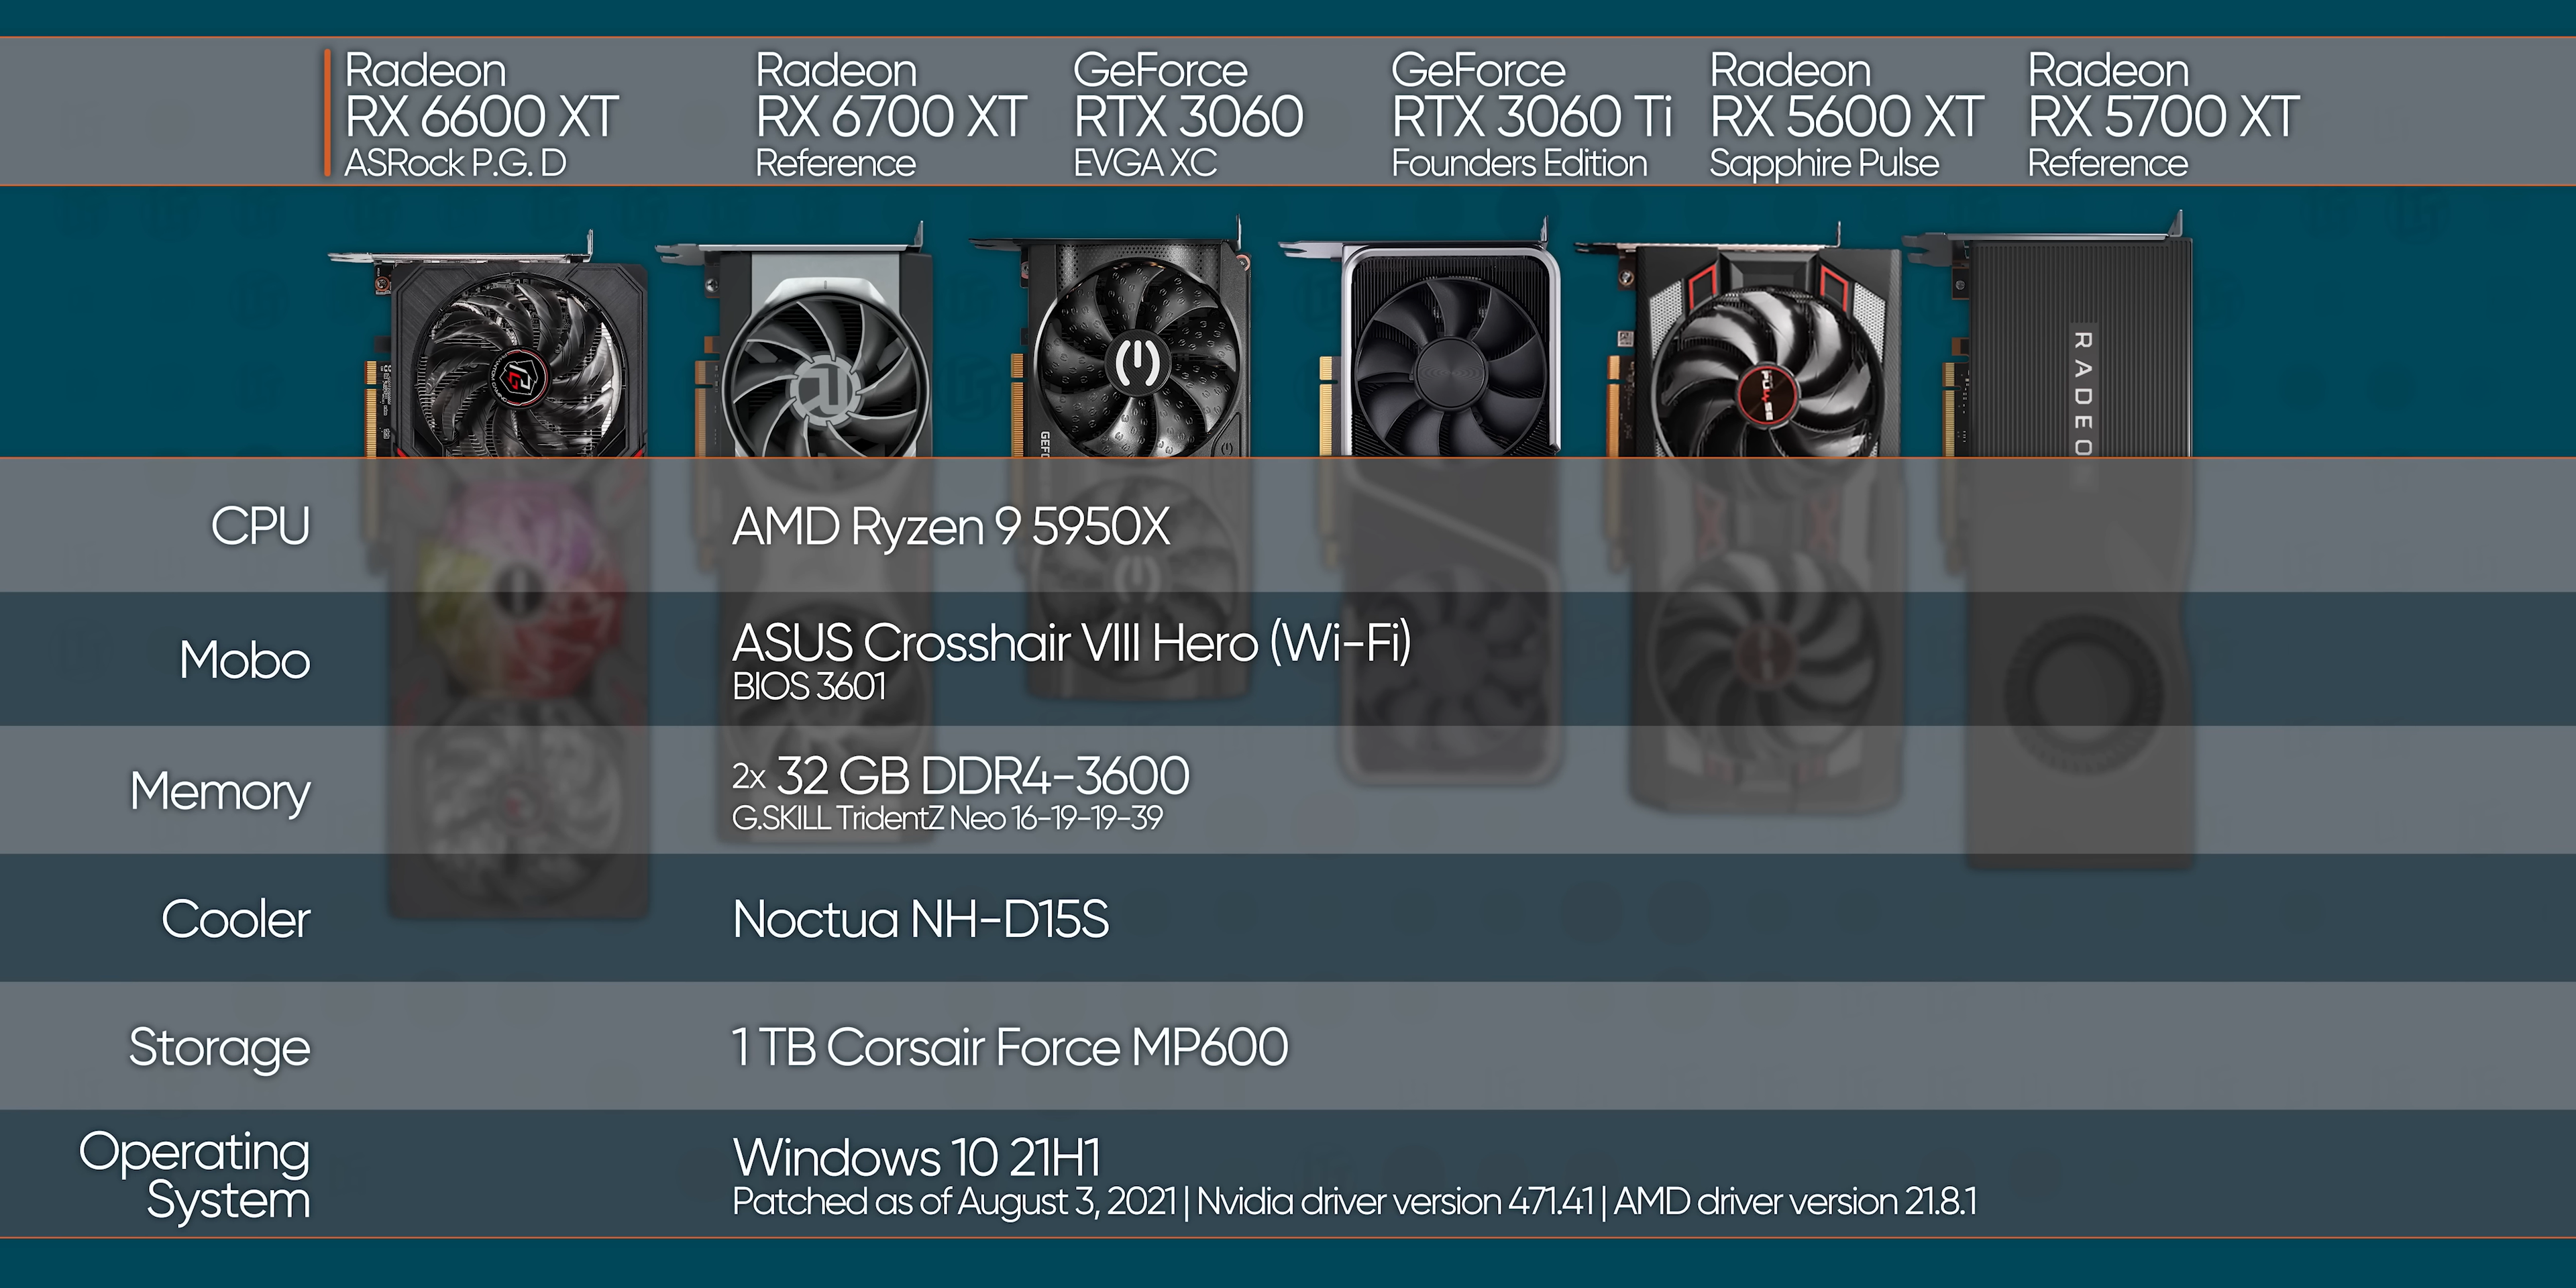 Radeon
RX 6600 XT
ASRock P.G. D
Radeon
RX 6700 XT
Reference
GeForce
RTX 3060
EVGA XC
GeForce
RTX 3060 Ti
Founders Edition
Radeon
RX 5600 XT
Sapphire Pulse
Radeon
RX 5700 XT
Reference
PULSE
RADEON
CPU
AMD Ryzen 9 5950X
Mobo
ASUS Crosshair VIII Hero (Wi-Fi)
BIOS 3601
Memory
2x 32 GB DDR4-3600
G.SKILL TridentZ Neo 16-19-19-39
Cooler
Noctua NH-D15S
Storage
1 TB Corsair Force MP600
Operating
System
Windows 10 21H1
Patched as of August 3, 2021 | Nvidia driver version 471.41 | AMD driver version 21.8.1